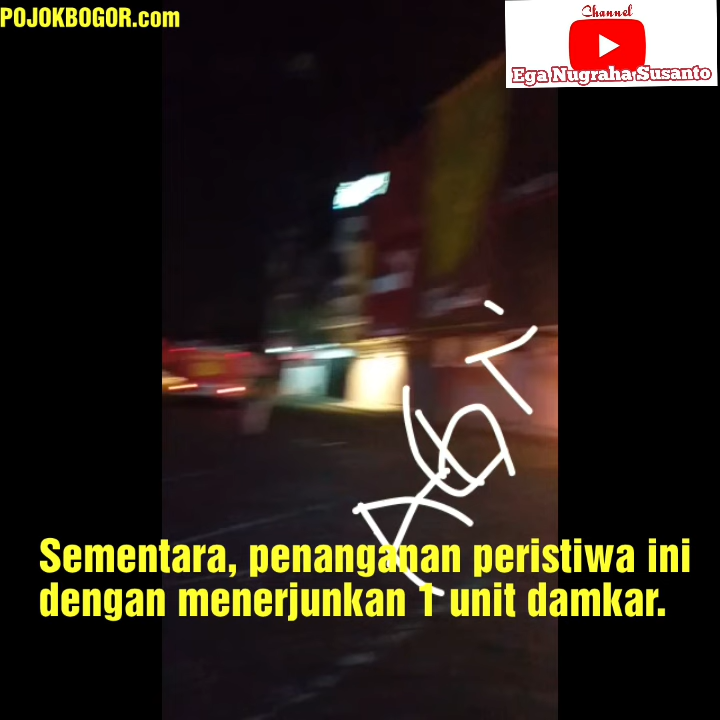 POJOKBOGOR.com
Channel
Ega Nugraha Susanto
Sementara, penanganan peristiwa ini
dengan menerjunkan 1 unit damkar.